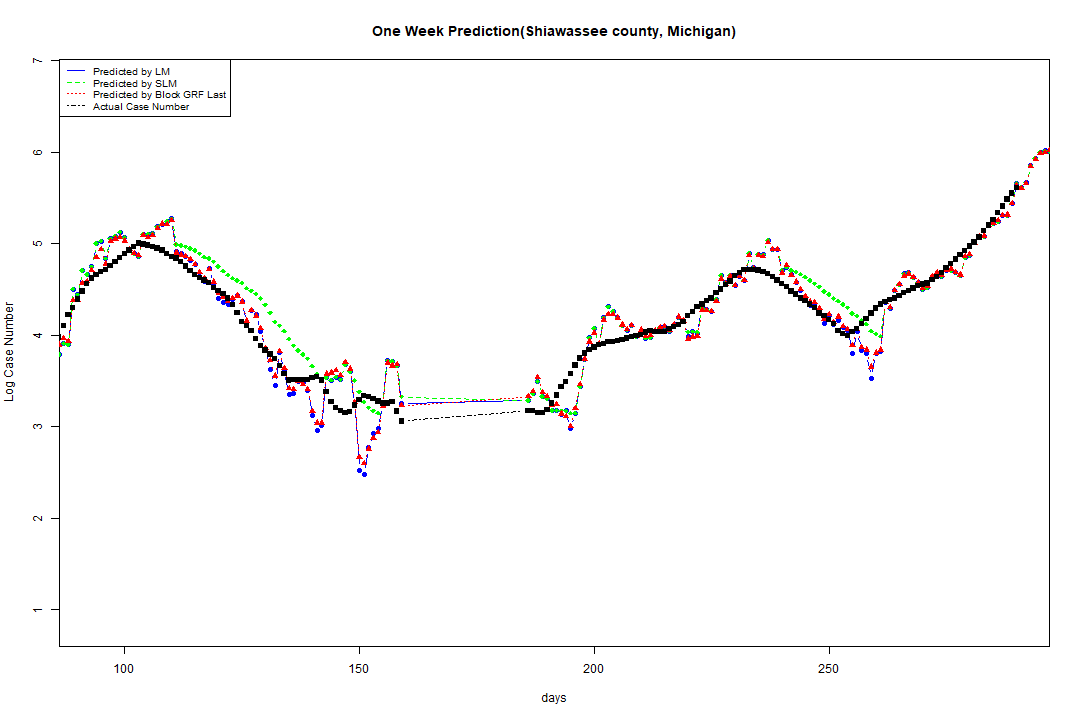 One Week Prediction(Shiawassee county, Michigan)
Predicted by LM
Predicted by SLM
Predicted by Block GRF Last
Actual Case Number
7
6
5
4
3
2
1
Log Case Number
100
150
200
250
days